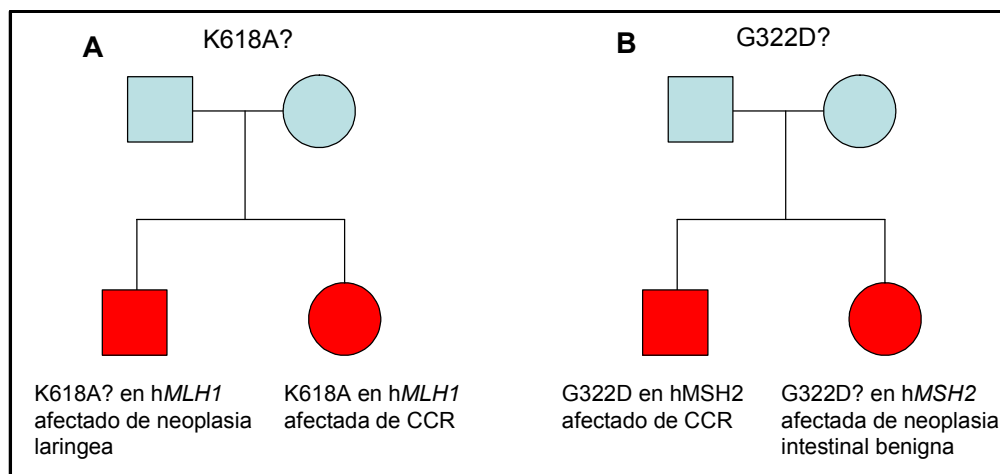 A K618A?
B G322D?
K618A? en hMLH1
afectado de neoplasia
laringea
K618A en hMLH1
afectada de CCR
G322D en hMSH2
afectado de CCR
G322D? en hMSH2
afectada de neoplasia
intestinal benigna